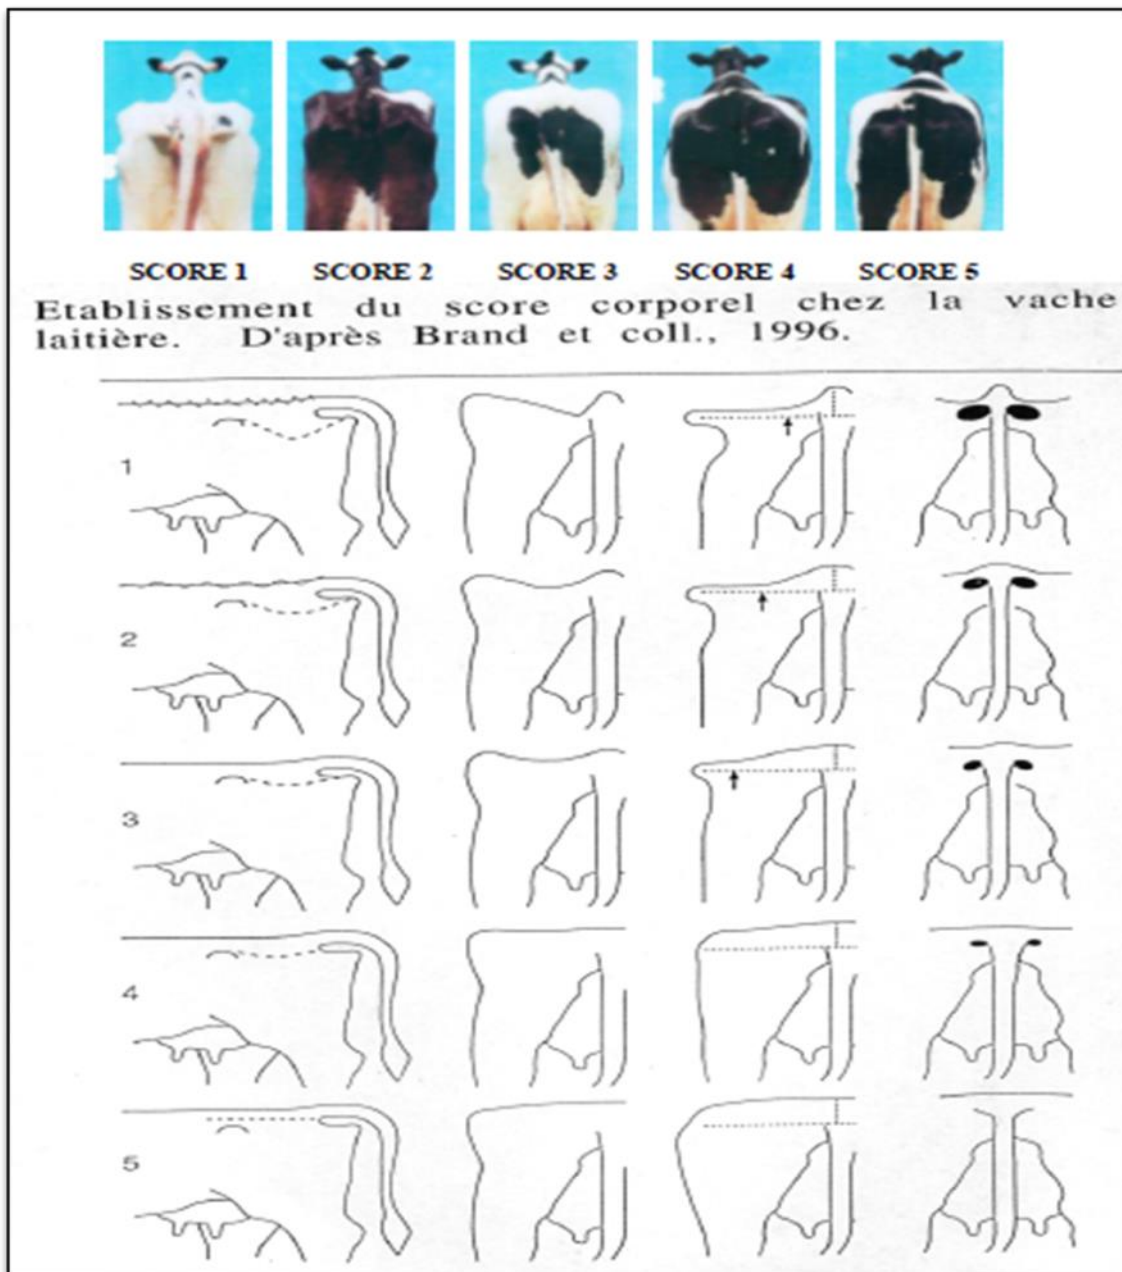 SCORE 1 SCORE 2 SCORE 3 SCORE 4 SCORE 5
Etablissement du score corporel chez la vache
laitière. D'après Brand et coll., 1996.
1
2
3
4
5